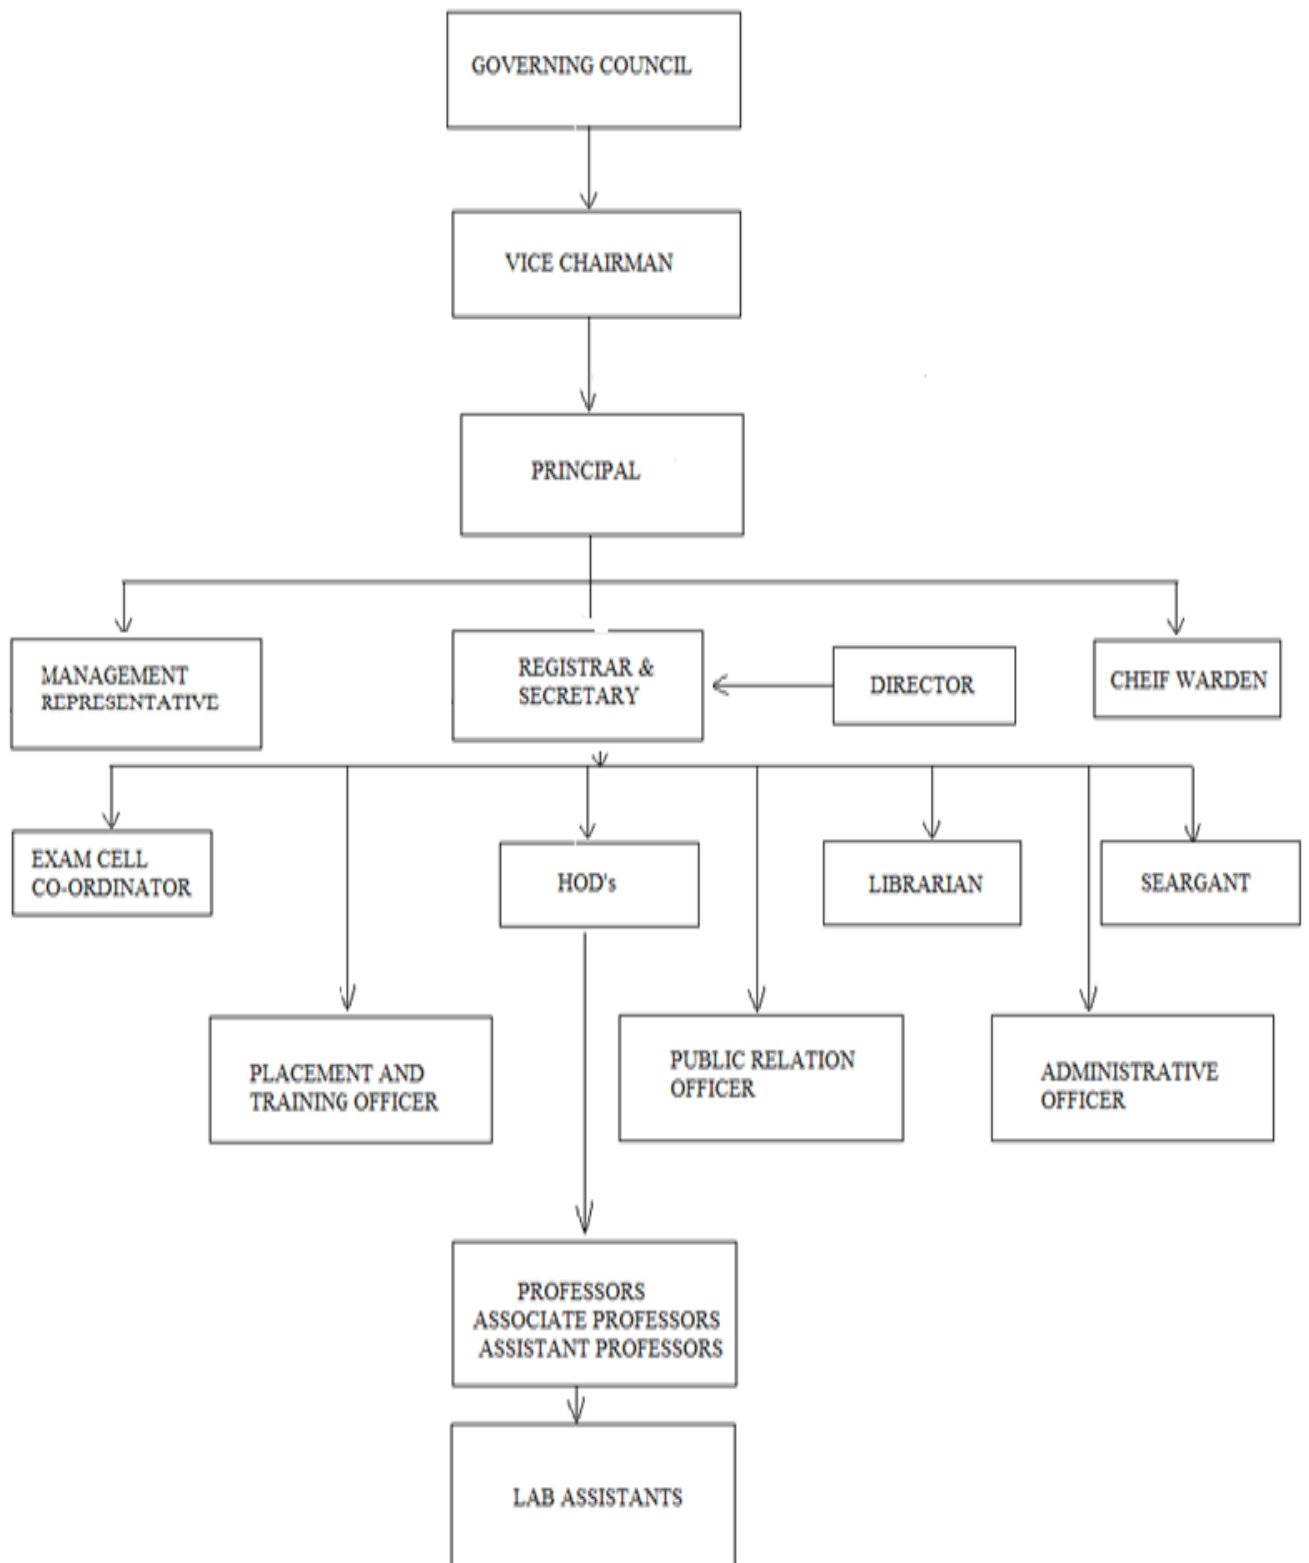 GOVERNING COUNCIL
VICE CHAIRMAN
PRINCIPAL
MANAGEMENT
REPRESENTATIVE
REGISTRAR &
SECRETARY
DIRECTOR
CHEIF WARDEN
EXAM CELL
CO-ORDINATOR
HOD's
LIBRARIAN
SEARGANT
PLACEMENT AND
TRAINING OFFICER
PUBLIC RELATION
OFFICER
ADMINISTRATIVE
OFFICER
PROFESSORS
ASSOCIATE PROFESSORS
ASSISTANT PROFESSORS
LAB ASSISTANTS